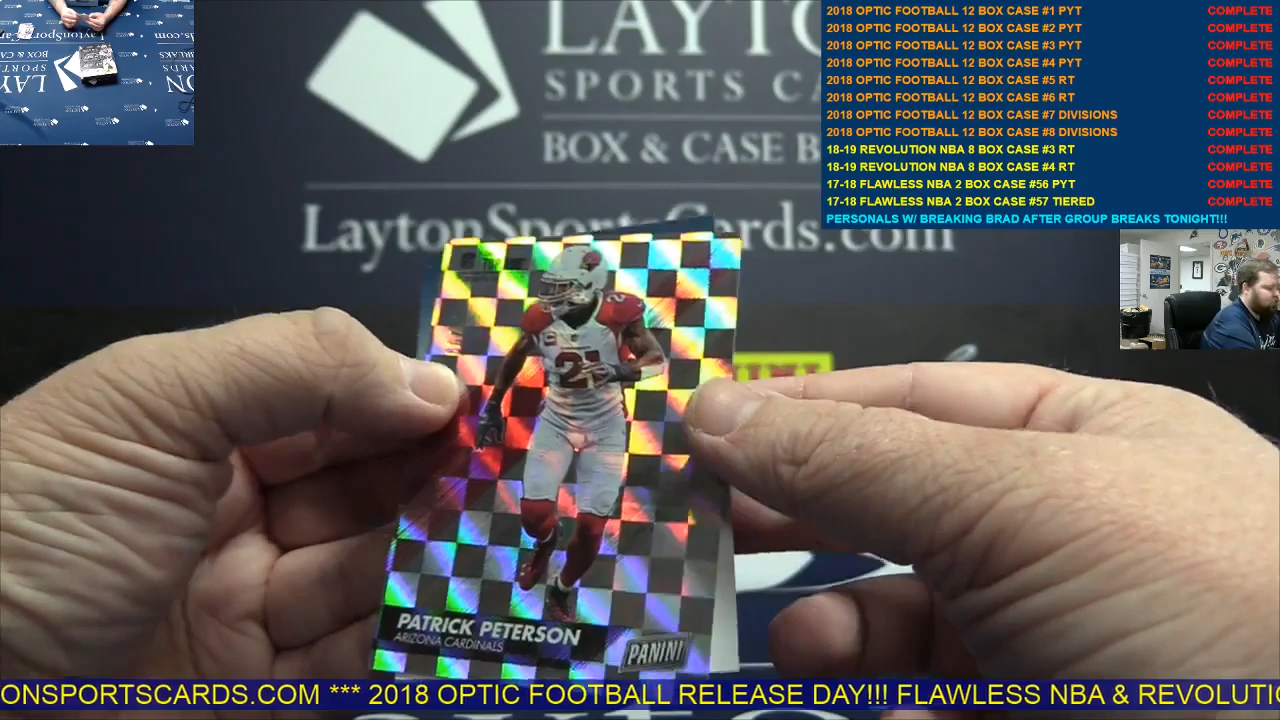 2018 OPTIC FOOTBALL 12 BOX CASE #1 PYT COMPLETE
2018 OPTIC FOOTBALL 12 BOX CASE #2 PYT COMPLETE
2018 OPTIC FOOTBALL 12 BOX CASE #3 PYT COMPLETE
2018 OPTIC FOOTBALL 12 BOX CASE #4 PYT COMPLETE
2018 OPTIC FOOTBALL 12 BOX CASE #5 RT COMPLETE
2018 OPTIC FOOTBALL 12 BOX CASE #6 RT COMPLETE
2018 OPTIC FOOTBALL 12 BOX CASE #7 DIVISIONS COMPLETE
2018 OPTIC FOOTBALL 12 BOX CASE #8 DIVISIONS COMPLETE
18-19 REVOLUTION NBA 8 BOX CASE #3 RT COMPLETE
18-19 REVOLUTION NBA 8 BOX CASE #4 RT COMPLETE
17-18 FLAWLESS NBA 2 BOX CASE #56 PYT COMPLETE
17-18 FLAWLESS NBA 2 BOX CASE #57 TIERED COMPLETE
PERSONALS W/ BREAKING BRAD AFTER GROUP BREAKS TONIGHT!!!
LAYTO
SPORTS CA
BOX & CASE B
LaytonSportsCards.com
21
PATRICK PETERSON
ARIZONA CARDINALS
PANINI
ONSPORTSCARDS.COM *** 2018 OPTIC FOOTBALL RELEASE DAY!!! FLAWLESS NBA & REVOLUTIO